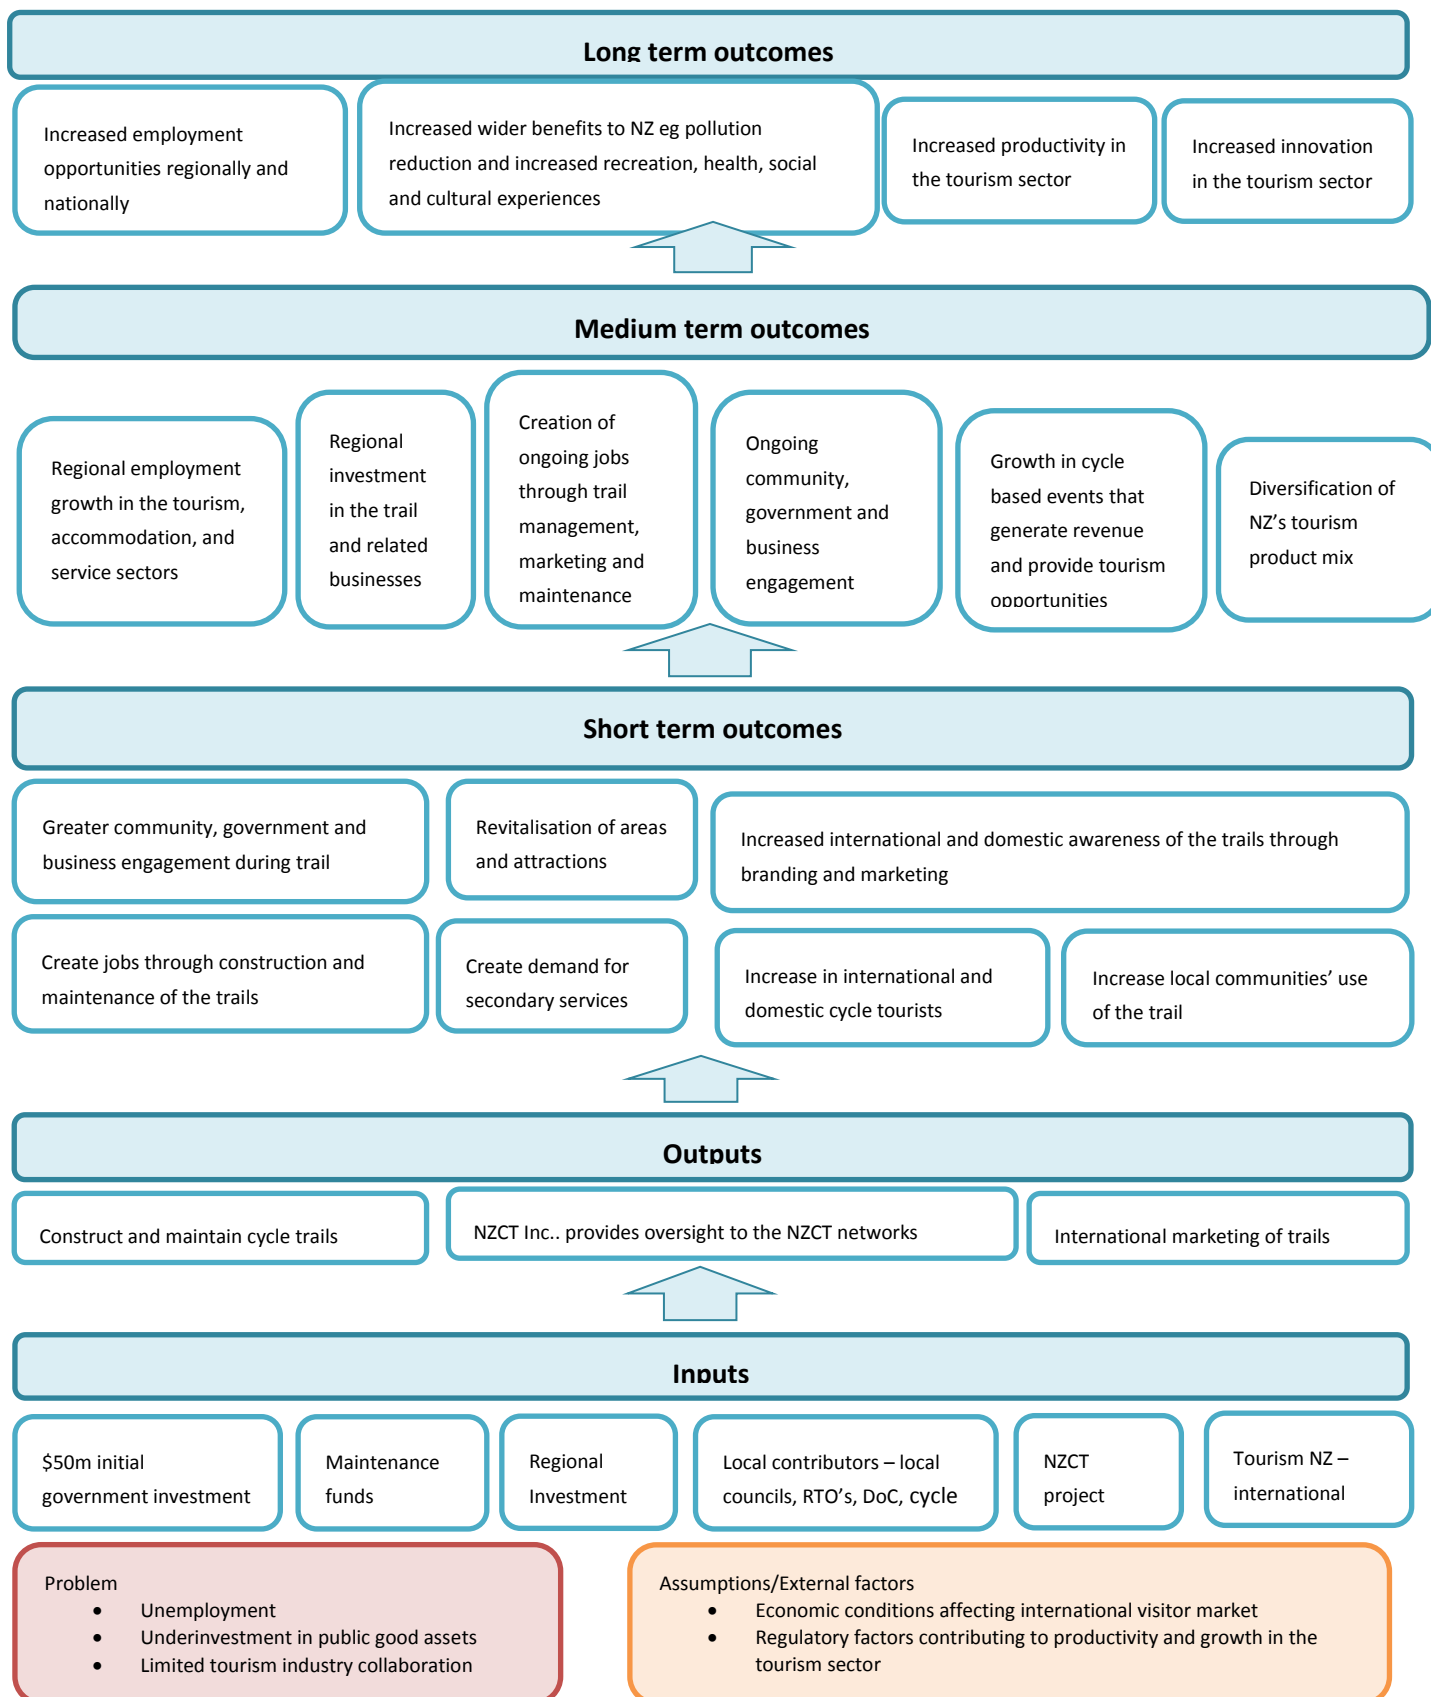 Long term outcomes
Increased employment
opportunities regionally and
nationally
Increased wider benefits to NZ eg pollution
reduction and increased recreation, health, social
and cultural experiences
Increased productivity in
the tourism sector
Increased innovation
in the tourism sector
Medium term outcomes
Regional employment
growth in the tourism,
accommodation, and
service sectors
Regional
investment
in the trail
and related
businesses
Creation of
ongoing jobs
through trail
management,
marketing and
maintenance
Ongoing
community,
government and
business
engagement
Growth in cycle
based events that
generate revenue
and provide tourism
opportunities
Diversification of
NZ’s tourism
product mix
Short term outcomes
Greater community, government and
business engagement during trail
Revitalisation of areas
and attractions
Increased international and domestic awareness of the trails through
branding and marketing
Create jobs through construction and
maintenance of the trails
Create demand for
secondary services
Increase in international and
domestic cycle tourists
Increase local communities’ use
of the trail
Outputs
Construct and maintain cycle trails
NZCT Inc.. provides oversight to the NZCT networks
International marketing of trails
Inputs
$50m initial
government investment
Maintenance
funds
Regional
Investment
Local contributors – local
councils, RTO’s, DoC, cycle
NZCT
project
Tourism NZ –
international
Problem
• Unemployment
• Underinvestment in public good assets
• Limited tourism industry collaboration
Assumptions/External factors
• Economic conditions affecting international visitor market
• Regulatory factors contributing to productivity and growth in the
tourism sector